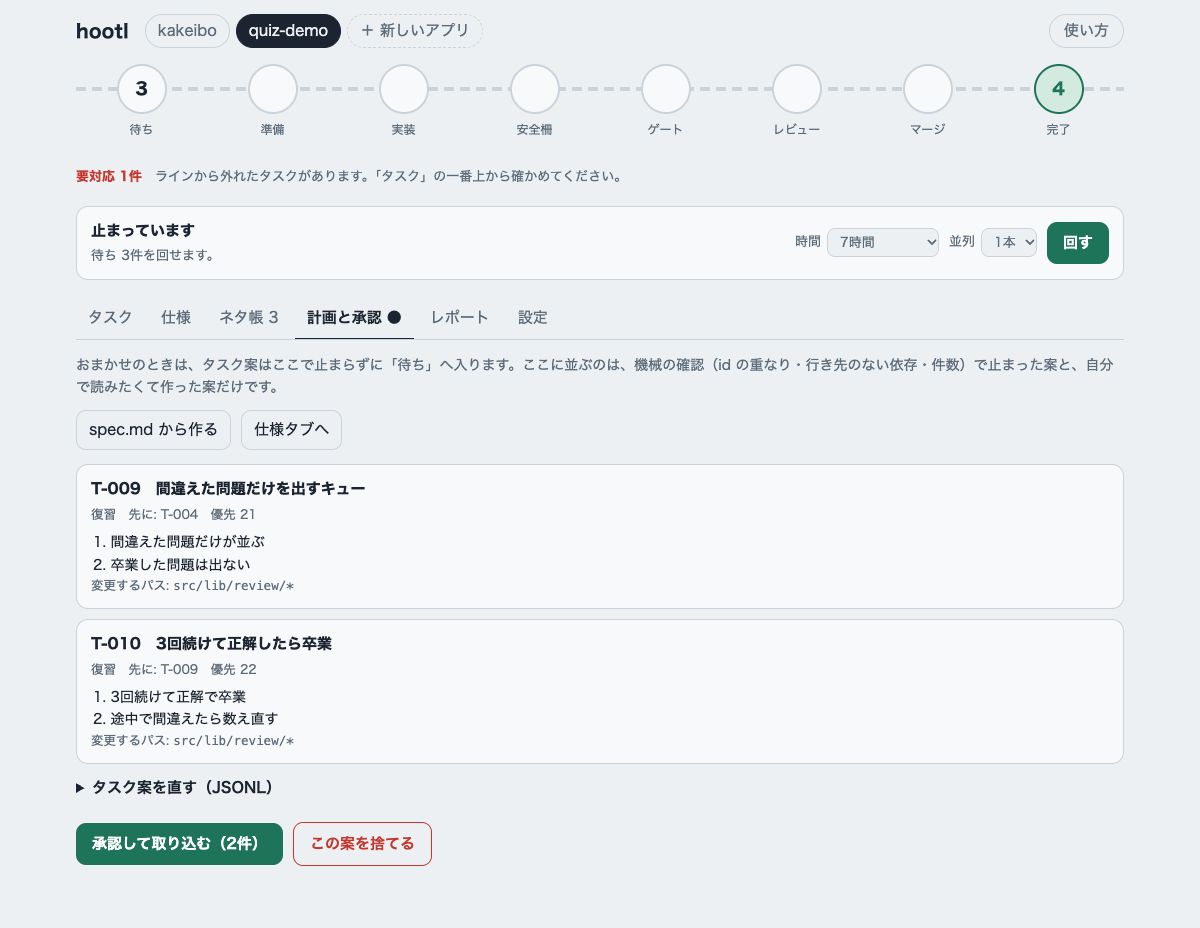 hootl kakeibo quiz-demo ＋ 新しいアプリ 使い方
3 4
待ち 準備 実装 安全柵 ゲート レビュー マージ 完了
要対応 1件 ラインから外れたタスクがあります。「タスク」の一番上から確かめてください。
止まっています
待ち 3件を回せます。
時間 7時間 並列 1本 回す
タスク 仕様 ネタ帳 3 計画と承認 ● レポート 設定
おまかせのときは、タスク案はここで止まらずに「待ち」へ入ります。ここに並ぶのは、機械の確認（id の重なり・行き先のない依存・件数）で止まった案と、自分
で読みたくて作った案だけです。
spec.md から作る 仕様タブへ
T-009 間違えた問題だけを出すキュー
復習 先に: T-004 優先 21
1. 間違えた問題だけが並ぶ
2. 卒業した問題は出ない
変更するパス: src/lib/review/*
T-010 3回続けて正解したら卒業
復習 先に: T-009 優先 22
1. 3回続けて正解で卒業
2. 途中で間違えたら数え直す
変更するパス: src/lib/review/*
▶ タスク案を直す（JSONL）
承認して取り込む（2件） この案を捨てる